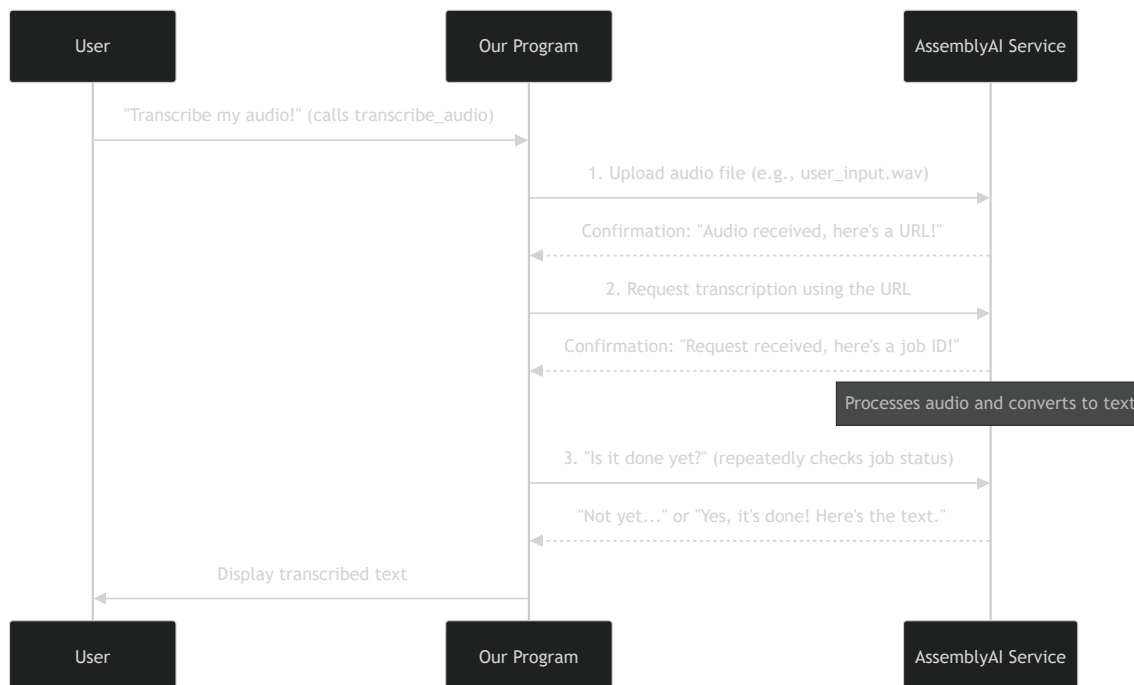 User
Our Program
AssemblyAI Service
"Transcribe my audio!" (calls transcribe_audio)
1. Upload audio file (e.g., user_input.wav)
Confirmation: "Audio received, here's a URL!"
2. Request transcription using the URL
Confirmation: "Request received, here's a job ID!"
Processes audio and converts to text
3. "Is it done yet?" (repeatedly checks job status)
"Not yet..." or "Yes, it's done! Here's the text."
Display transcribed text
User
Our Program
AssemblyAI Service